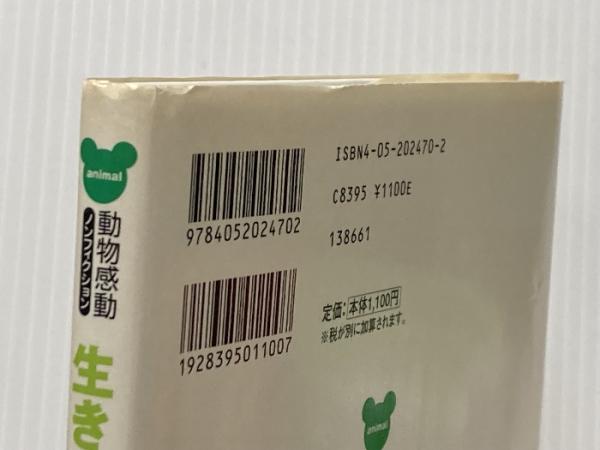 animal
動物感動
ノンフィクション
生き
9784052024702
1928395011007
ISBN4-05-202470-2
C8395 ¥1100E
138661
定価：本体1,100円
※税が別に加算されます。
animal